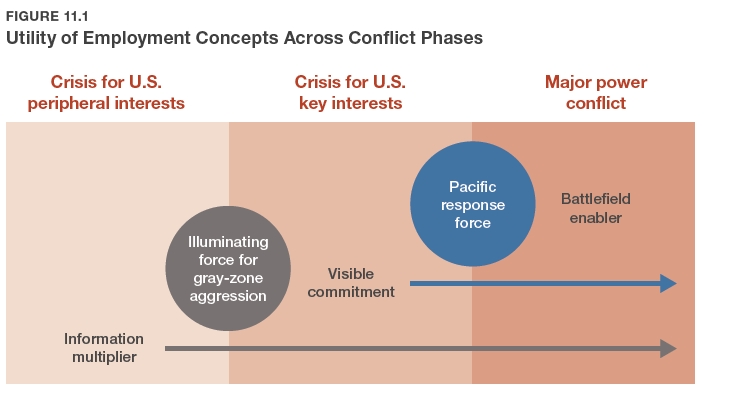 FIGURE 11.1
Utility of Employment Concepts Across Conflict Phases
Crisis for U.S.
peripheral interests
Crisis for U.S.
key interests
Major power
conflict
Pacific
response
force
Battlefield
enabler
Illuminating
force for
gray-zone
aggression
Visible
commitment
Information
multiplier